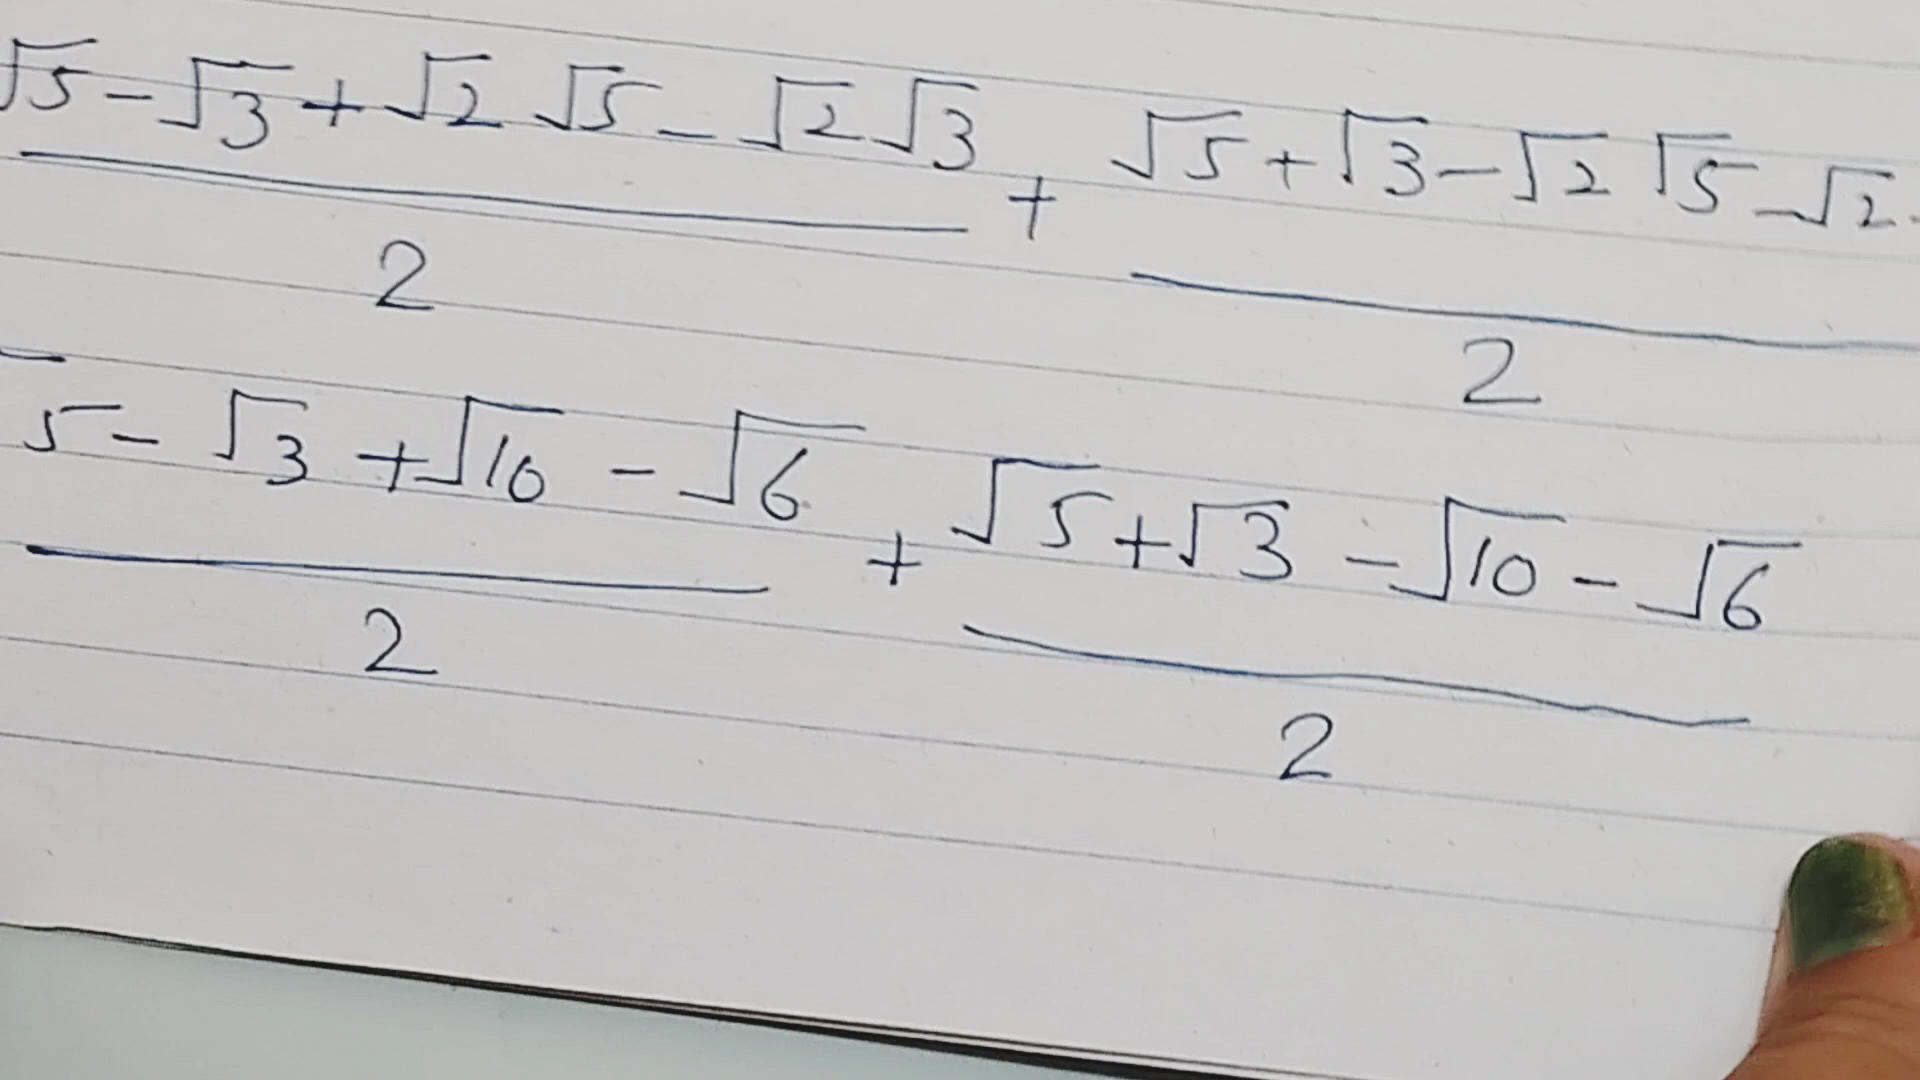 √5 - √3 + √2 √5 - √2 √3 + √5 + √3 - √2 √5 - √2
2 2
5 - √3 + √10 - √6 + √5 + √3 - √10 - √6
2 2